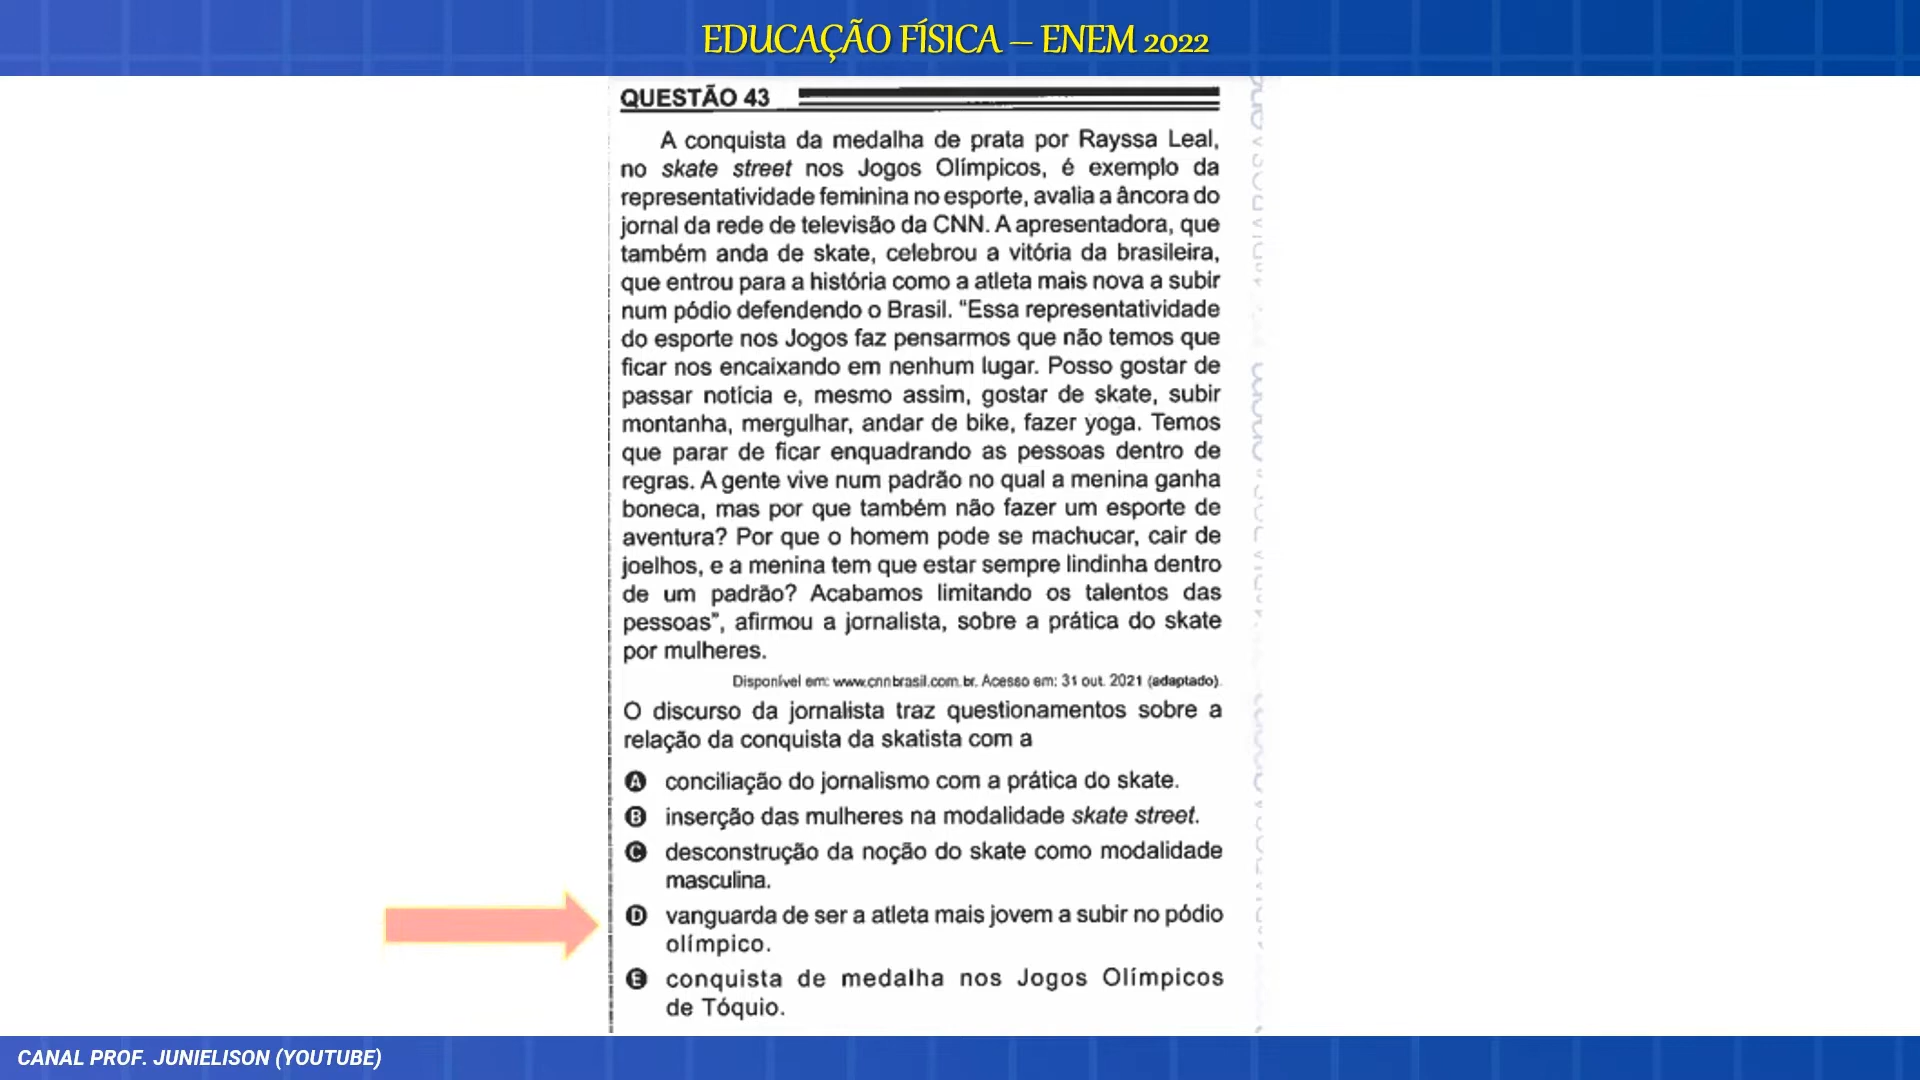 EDUCAÇÃO FÍSICA – ENEM 2022
QUESTÃO 43
A conquista da medalha de prata por Rayssa Leal,
no skate street nos Jogos Olímpicos, é exemplo da
representatividade feminina no esporte, avalia a âncora do
jornal da rede de televisão da CNN. A apresentadora, que
também anda de skate, celebrou a vitória da brasileira,
que entrou para a história como a atleta mais nova a subir
num pódio defendendo o Brasil. “Essa representatividade
do esporte nos Jogos faz pensarmos que não temos que
ficar nos encaixando em nenhum lugar. Posso gostar de
passar notícia e, mesmo assim, gostar de skate, subir
montanha, mergulhar, andar de bike, fazer yoga. Temos
que parar de ficar enquadrando as pessoas dentro de
regras. A gente vive num padrão no qual a menina ganha
boneca, mas por que também não fazer um esporte de
aventura? Por que o homem pode se machucar, cair de
joelhos, e a menina tem que estar sempre lindinha dentro
de um padrão? Acabamos limitando os talentos das
pessoas”, afirmou a jornalista, sobre a prática do skate
por mulheres.
Disponível em: www.cnnbrasil.com.br. Acesso em: 31 out. 2021 (adaptado).
O discurso da jornalista traz questionamentos sobre a
relação da conquista da skatista com a
A conciliação do jornalismo com a prática do skate.
B inserção das mulheres na modalidade skate street.
C desconstrução da noção do skate como modalidade
masculina.
D vanguarda de ser a atleta mais jovem a subir no pódio
olímpico.
E conquista de medalha nos Jogos Olímpicos
de Tóquio.
CANAL PROF. JUNIELISON (YOUTUBE)